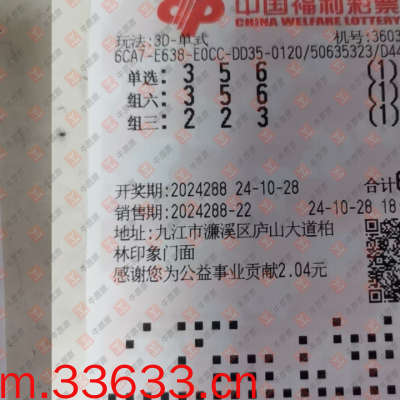 中国福利彩票
CHINA WELFARE LOTTERY
玩法:3D-单式 机号:3603
6CA7-E638-E0CC-DD35-0120/50635323/D44
单选: 3 5 6 (1)
组六: 3 5 6 (1)
组三: 2 2 3 (1)
开奖期:2024288 24-10-28 合计
销售期:2024288-22 24-10-28 18
地址:九江市濂溪区庐山大道柏
林印象门面
感谢您为公益事业贡献2.04元
m.33633.cn